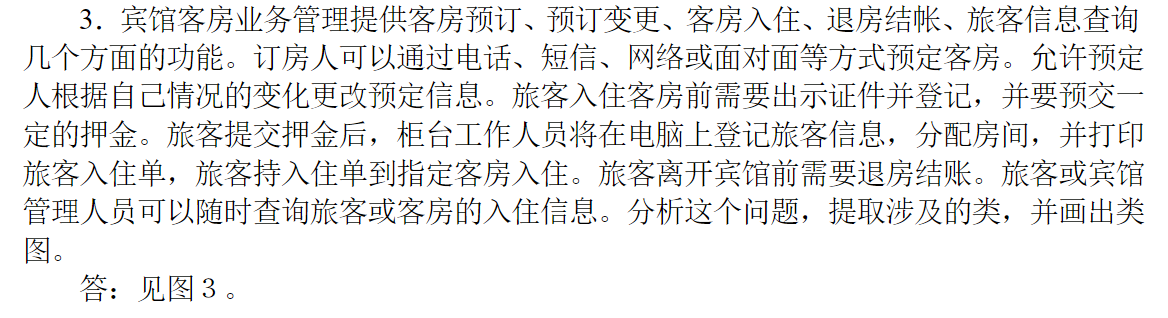 3．宾馆客房业务管理提供客房预订、预订变更、客房入住、退房结帐、旅客信息查询
几个方面的功能。订房人可以通过电话、短信、网络或面对面等方式预定客房。允许预定
人根据自己情况的变化更改预定信息。旅客入住客房前需要出示证件并登记，并要预交一
定的押金。旅客提交押金后，柜台工作人员将在电脑上登记旅客信息，分配房间，并打印
旅客入住单，旅客持入住单到指定客房入住。旅客离开宾馆前需要退房结账。旅客或宾馆
管理人员可以随时查询旅客或客房的入住信息。分析这个问题，提取涉及的类，并画出类
图。
答：见图３。